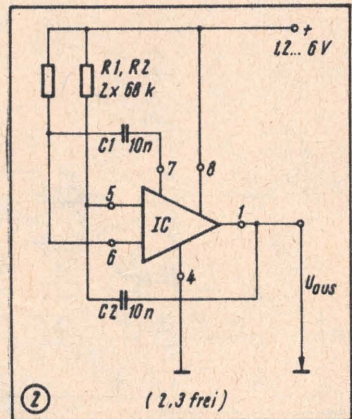 +
1,2... 6 V
R1, R2
2x 68 k
C1 10n
7
8
5
IC
1
6
4
C2 10n
Uaus
2
(2,3 frei)